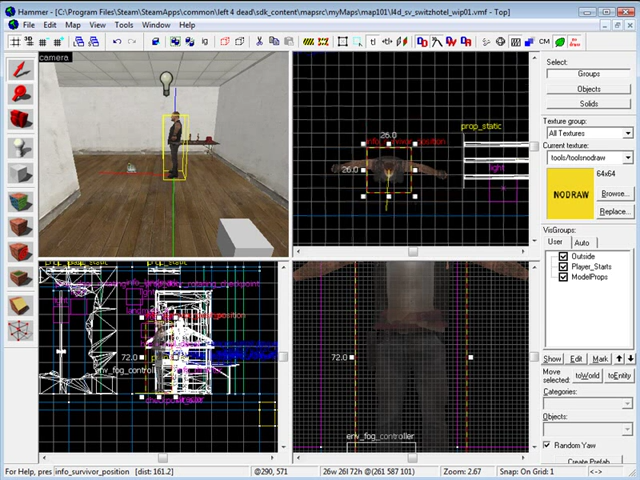 Hammer - [C:\Program Files\Steam\SteamApps\common\left 4 dead\sdk_content\mapsrc\myMaps\map101\l4d_sv_switzhotel_wip01.vmf - Top]
File Edit Map View Tools Window Help
camera
Select:
Groups
Objects
Solids
Texture group:
All Textures
Current texture:
tools/toolsnodraw
NODRAW
64x64
Browse...
Replace...
VisGroups:
User Auto
Outside
Player_Starts
ModelProps
Show Edit Mark
Move selected: toWorld toEntity
Categories:
Objects:
Random Yaw
Create Prefab
26.0
info_survivor_position
26.0
prop_static
light
72.0
env_fog_controll
72.0
env_fog_controller
For Help, pres info_survivor_position [dist: 161.2] @290, 571 26w 26l 72h @(261 587 101) Zoom: 2.67 Snap: On Grid: 1